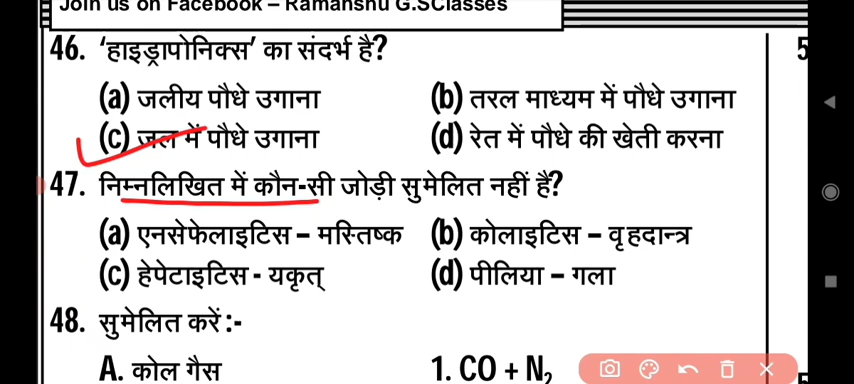 Join us on Facebook – Ramanshu G.SClasses
46. ‘हाइड्रापोनिक्स’ का संदर्भ है?
(a) जलीय पौधे उगाना (b) तरल माध्यम में पौधे उगाना
(c) जल में पौधे उगाना (d) रेत में पौधे की खेती करना
47. निम्नलिखित में कौन-सी जोड़ी सुमेलित नहीं हैं?
(a) एनसेफेलाइटिस – मस्तिष्क (b) कोलाइटिस – वृहदान्त्र
(c) हेपेटाइटिस - यकृत् (d) पीलिया – गला
48. सुमेलित करें :-
A. कोल गैस 1. CO + N₂